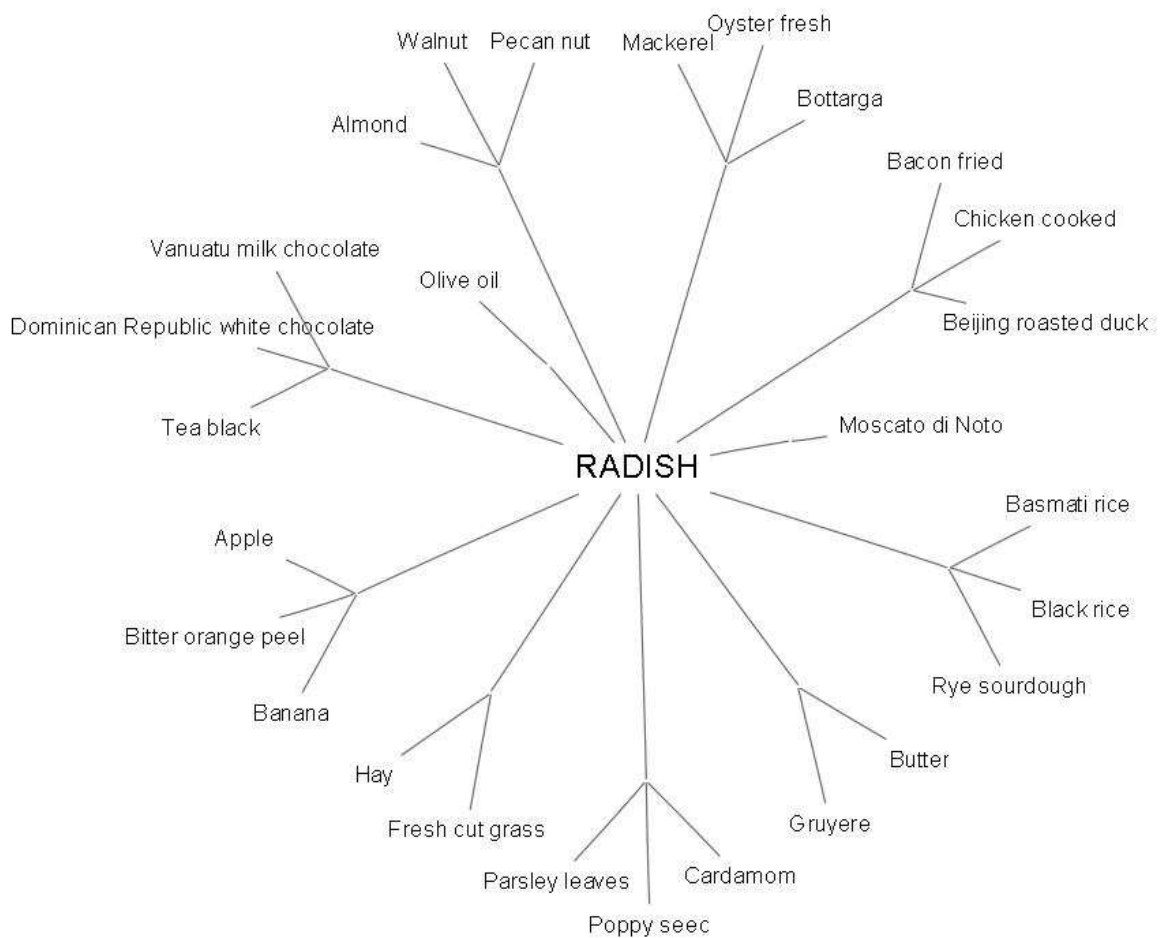 Oyster fresh
Walnut
Pecan nut
Mackerel
Bottarga
Almond
Bacon fried
Chicken cooked
Vanuatu milk chocolate
Olive oil
Dominican Republic white chocolate
Beijing roasted duck
Tea black
Moscato di Noto
RADISH
Basmati rice
Apple
Black rice
Bitter orange peel
Rye sourdough
Banana
Butter
Hay
Fresh cut grass
Gruyere
Parsley leaves
Cardamom
Poppy seec